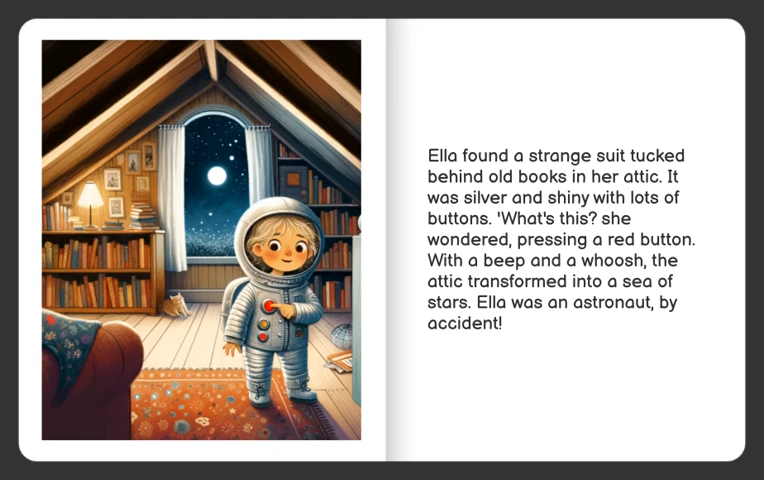 Ella found a strange suit tucked
behind old books in her attic. It
was silver and shiny with lots of
buttons. 'What's this? she
wondered, pressing a red button.
With a beep and a whoosh, the
attic transformed into a sea of
stars. Ella was an astronaut, by
accident!